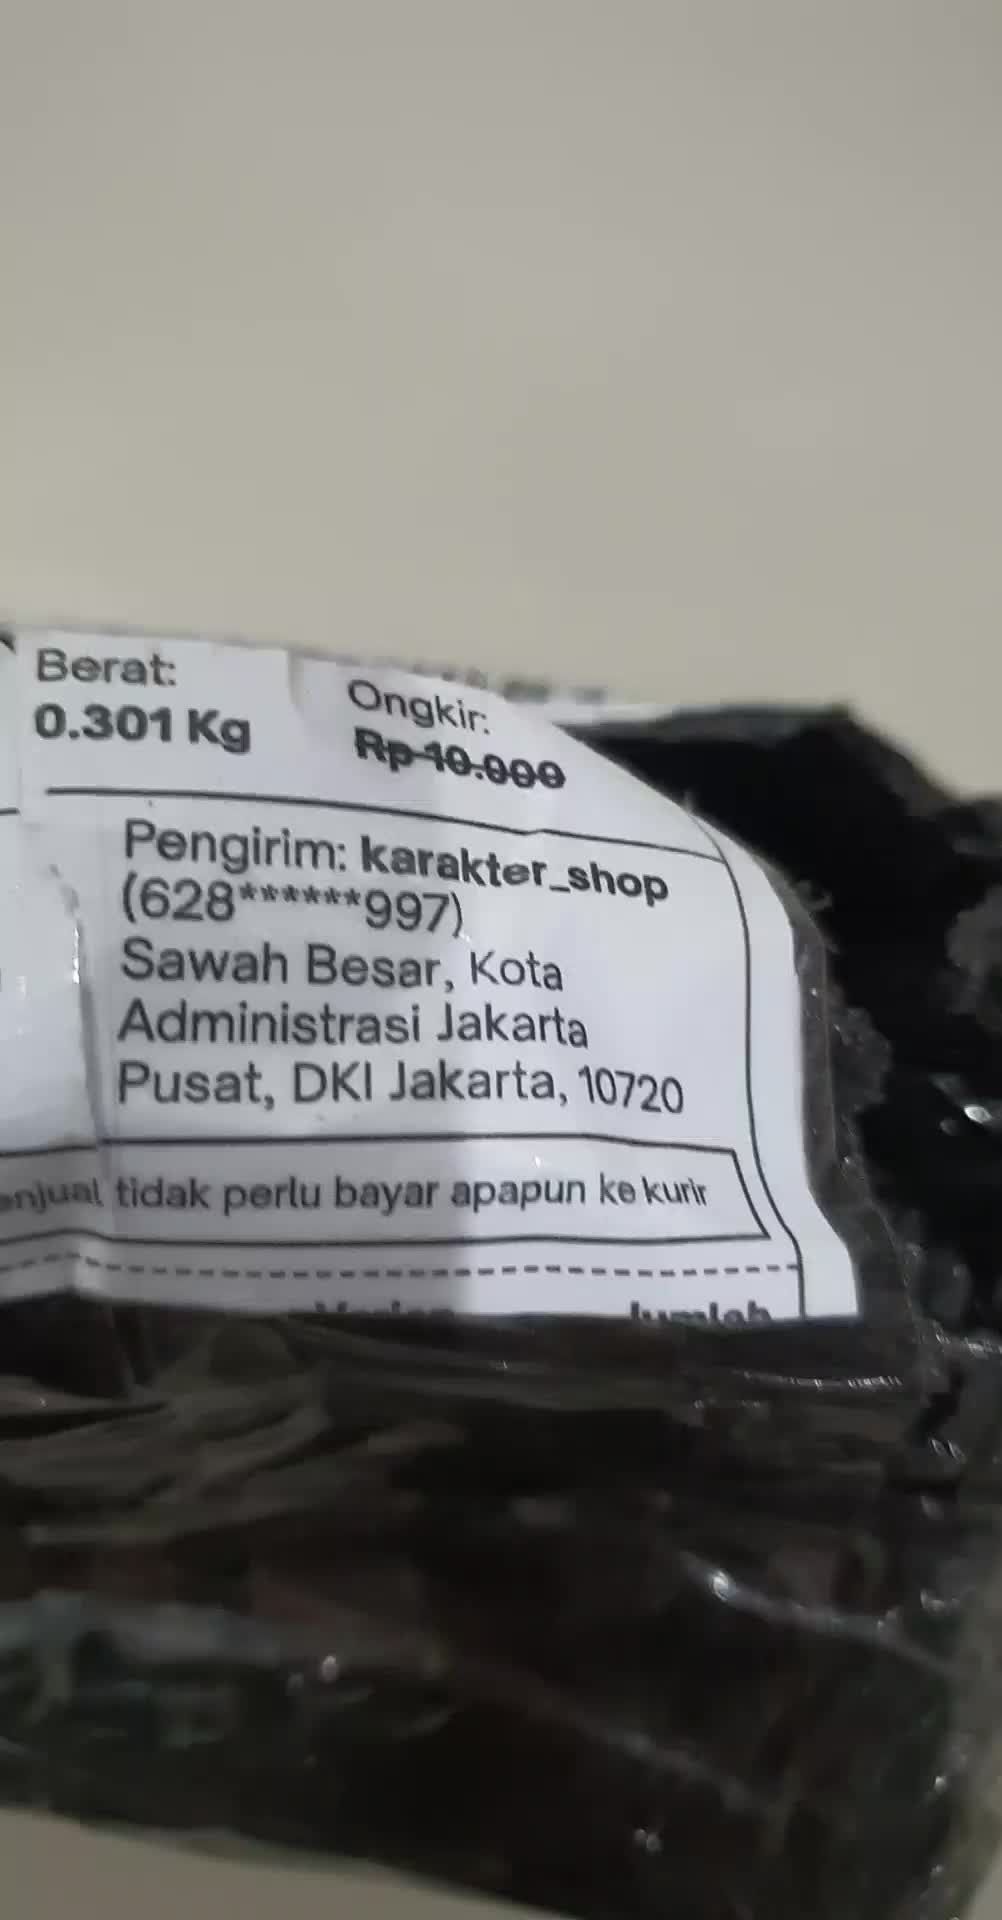 Berat:
0.301 Kg
Ongkir:
Rp 10.000
Pengirim: karakter_shop
(628******997)
Sawah Besar, Kota
Administrasi Jakarta
Pusat, DKI Jakarta, 10720
tidak perlu bayar apapun ke kurir
Jumlah